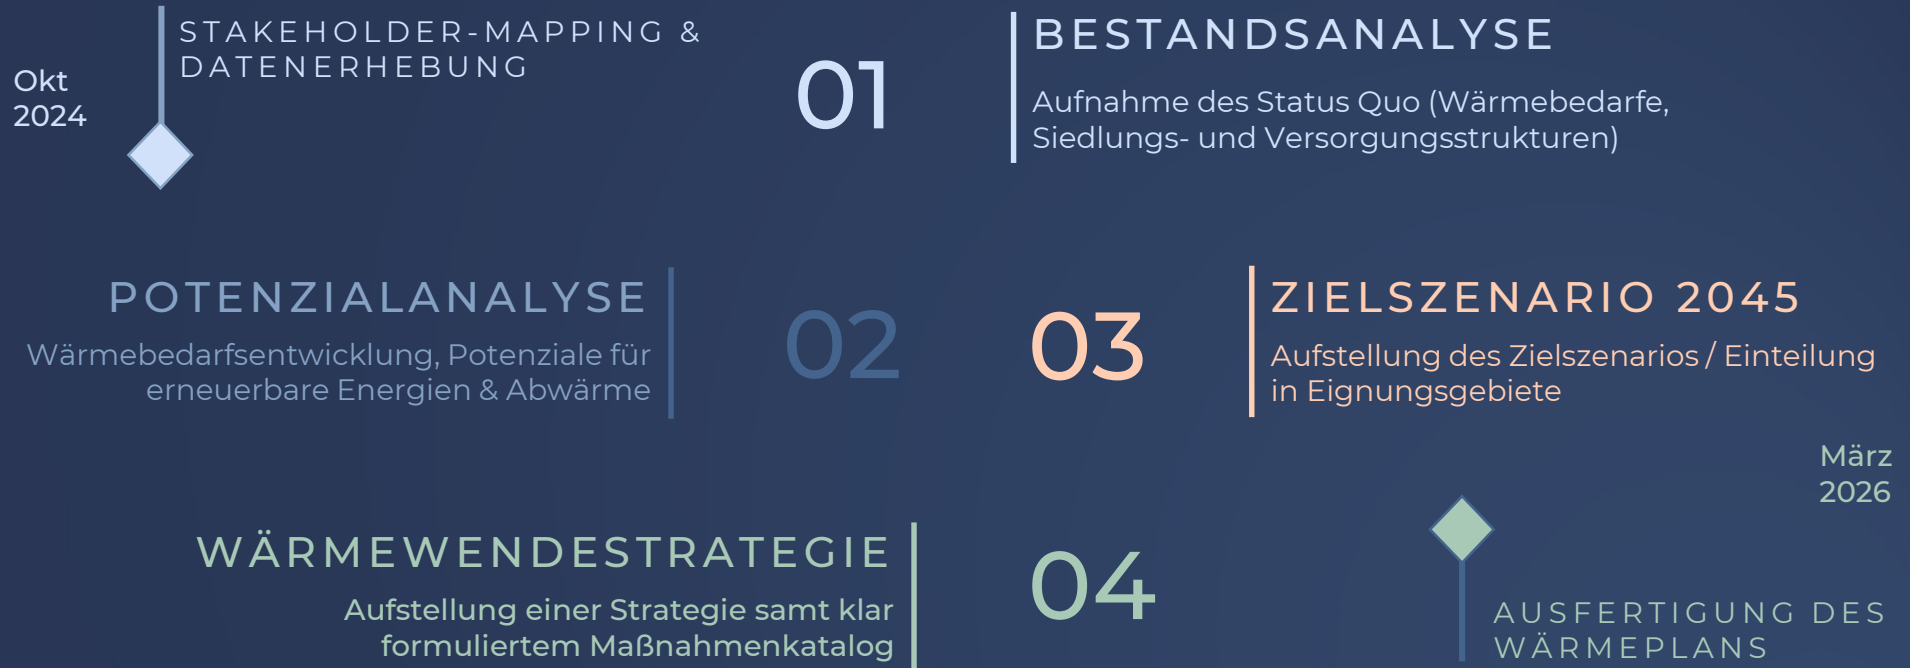 Okt
2024
STAKEHOLDER-MAPPING &
DATENERHEBUNG
01
BESTANDSANALYSE
Aufnahme des Status Quo (Wärmebedarfe,
Siedlungs- und Versorgungsstrukturen)
POTENZIALANALYSE
Wärmebedarfsentwicklung, Potenziale für
erneuerbare Energien & Abwärme
02
03
ZIELSZENARIO 2045
Aufstellung des Zielszenarios / Einteilung
in Eignungsgebiete
WÄRMEWENDESTRATEGIE
Aufstellung einer Strategie samt klar
formuliertem Maßnahmenkatalog
04
März
2026
AUSFERTIGUNG DES
WÄRMEPLANS